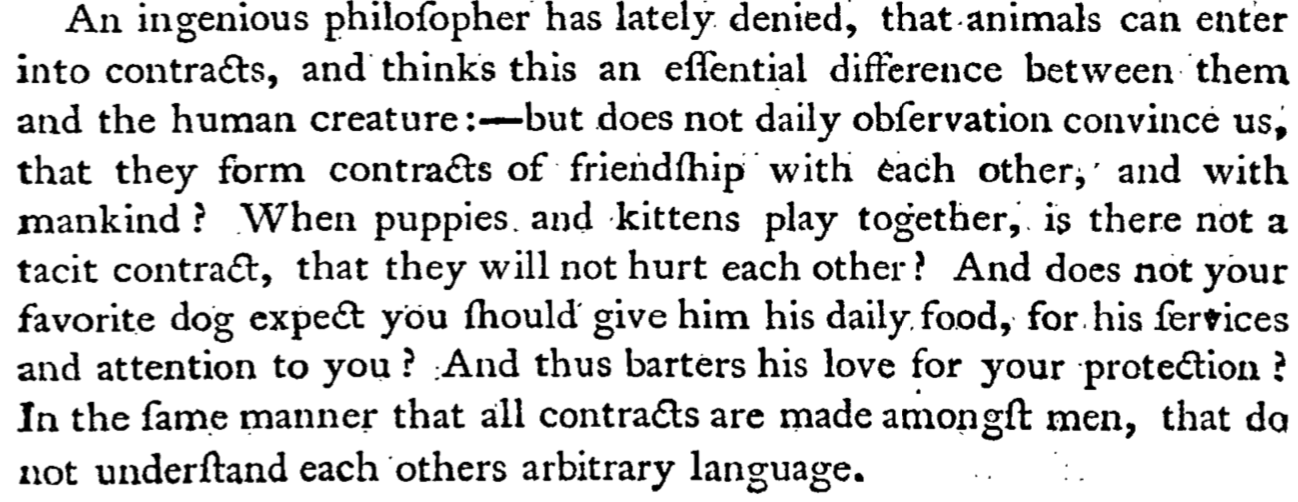 An ingenious philoſopher has lately denied, that animals can enter
into contracts, and thinks this an eſſential difference between them
and the human creature:—but does not daily obſervation convince us,
that they form contracts of friendſhip with each other, and with
mankind? When puppies and kittens play together, is there not a
tacit contract, that they will not hurt each other? And does not your
favorite dog expect you ſhould give him his daily food, for his ſervices
and attention to you? And thus barters his love for your protection?
In the ſame manner that all contracts are made amongſt men, that do
not underſtand each others arbitrary language.